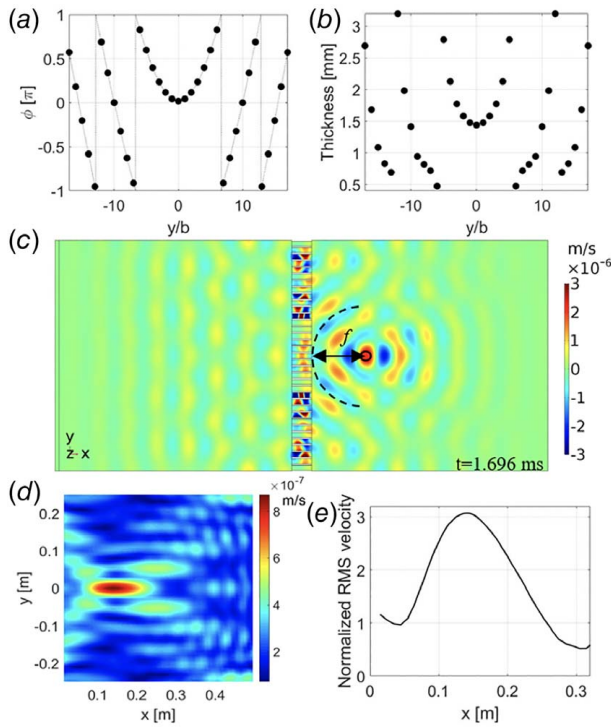 (a)
1
0.5
0
-0.5
-1
ϕ [π]
-10 0 10
y/b
(b)
3
2.5
2
1.5
1
0.5
Thickness [mm]
-10 0 10
y/b
(c)
m/s
×10⁻⁶
3
2
1
0
-1
-2
-3
f
y
z-x
t=1.696 ms
(d)
×10⁻⁷
m/s
8
6
4
2
0.2
0.1
0
-0.1
-0.2
y [m]
0.1 0.2 0.3 0.4
x [m]
(e)
3
2
1
0
Normalized RMS velocity
0 0.1 0.2 0.3
x [m]